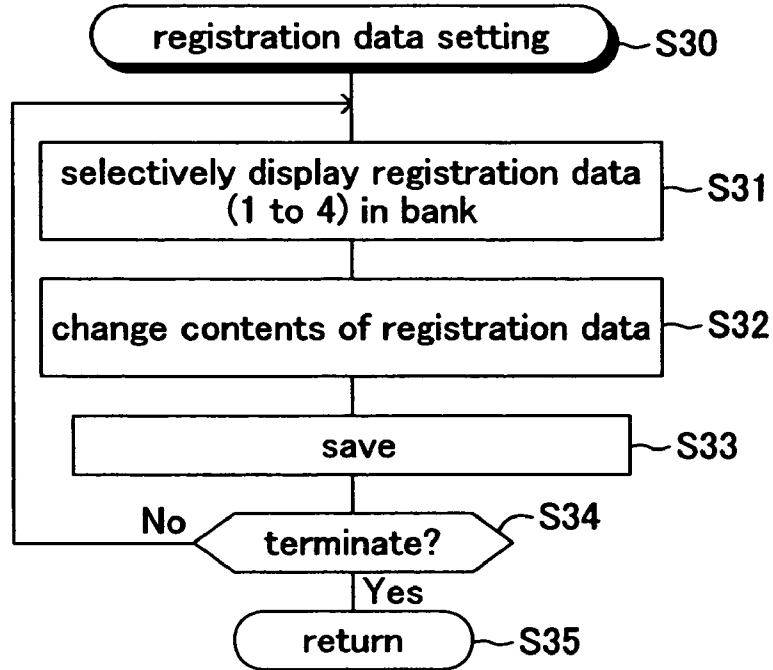 registration data setting
S30
selectively display registration data
(1 to 4) in bank
S31
change contents of registration data
S32
save
S33
No
terminate?
S34
Yes
return
S35